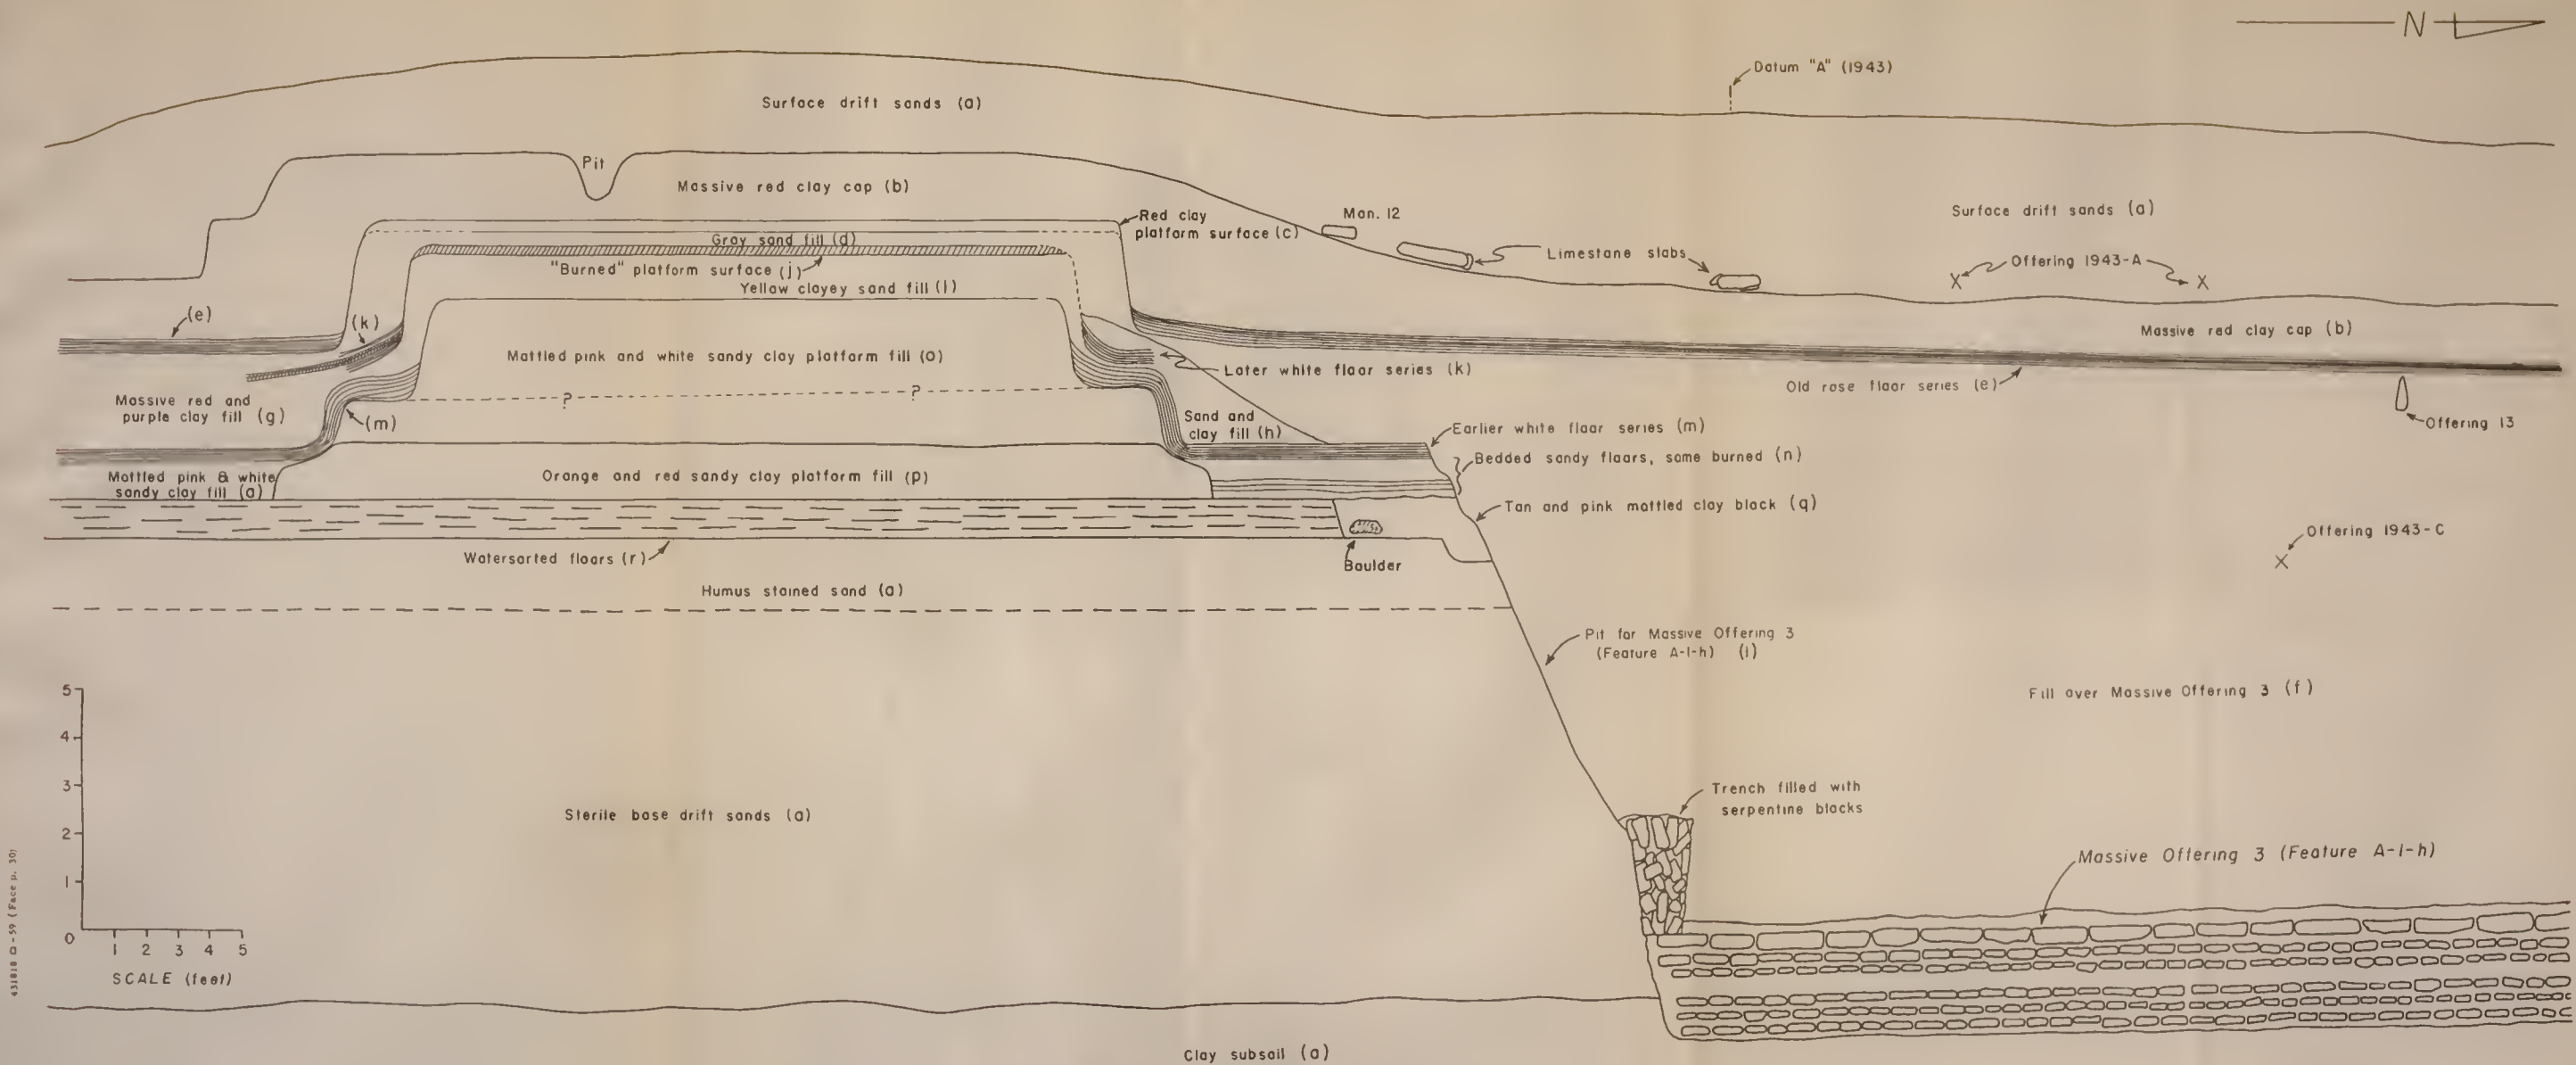 N
Datum "A" (1943)
Surface drift sands (a)
Pit
Massive red clay cap (b)
Red clay
platform surface (c)
Mon. 12
Surface drift sands (a)
Gray sand fill (d)
Limestone slabs
Offering 1943-A
"Burned" platform surface (j)
Yellow clayey sand fill (l)
(e)
(k)
Massive red clay cap (b)
Mottled pink and white sandy clay platform fill (o)
Later white floor series (k)
Old rose floor series (e)
Massive red and
purple clay fill (g)
(m)
?
?
Sand and
clay fill (h)
Earlier white floor series (m)
Offering 13
Bedded sandy floors, some burned (n)
Mottled pink & white
sandy clay fill (o)
Orange and red sandy clay platform fill (p)
Tan and pink mottled clay block (q)
Offering 1943-C
Watersorted floors (r)
Boulder
Humus stained sand (a)
Pit for Massive Offering 3
(Feature A-1-h) (i)
Fill over Massive Offering 3 (f)
5
4
3
2
1
0
1 2 3 4 5
SCALE (feet)
Sterile base drift sands (a)
Trench filled with
serpentine blocks
Massive Offering 3 (Feature A-1-h)
Clay subsoil (a)
431818 O-59 (Face p. 30)